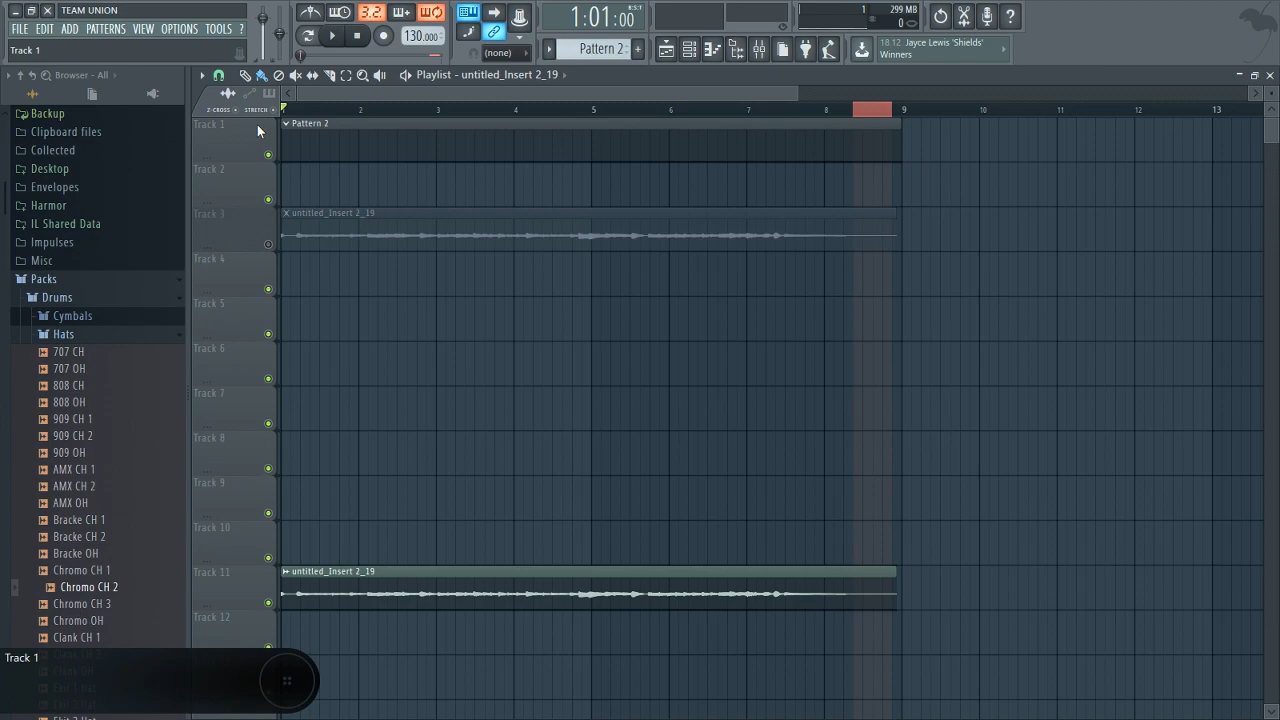 TEAM UNION
FILE EDIT ADD PATTERNS VIEW OPTIONS TOOLS ?
Track 1
3.2.
130.000
(none)
1:01:00
B:S:T
Pattern 2
1
299 MB
0
18.12 Jayce Lewis 'Shields'
Winners
Browser - All
Playlist - untitled_Insert 2_19
Z-CROSS STRETCH
2 3 4 5 6 7 8 9 10 11 12 13
Backup
Clipboard files
Collected
Desktop
Envelopes
Harmor
IL Shared Data
Impulses
Misc
Packs
Drums
Cymbals
Hats
707 CH
707 OH
808 CH
808 OH
909 CH 1
909 CH 2
909 OH
AMX CH 1
AMX CH 2
AMX OH
Bracke CH 1
Bracke CH 2
Bracke OH
Chromo CH 1
Chromo CH 2
Chromo CH 3
Chromo OH
Clank CH 1
Track 1
Pattern 2
Track 2
Track 3
untitled_Insert 2_19
Track 4
Track 5
Track 6
Track 7
Track 8
Track 9
Track 10
Track 11
untitled_Insert 2_19
Track 12
Track 1